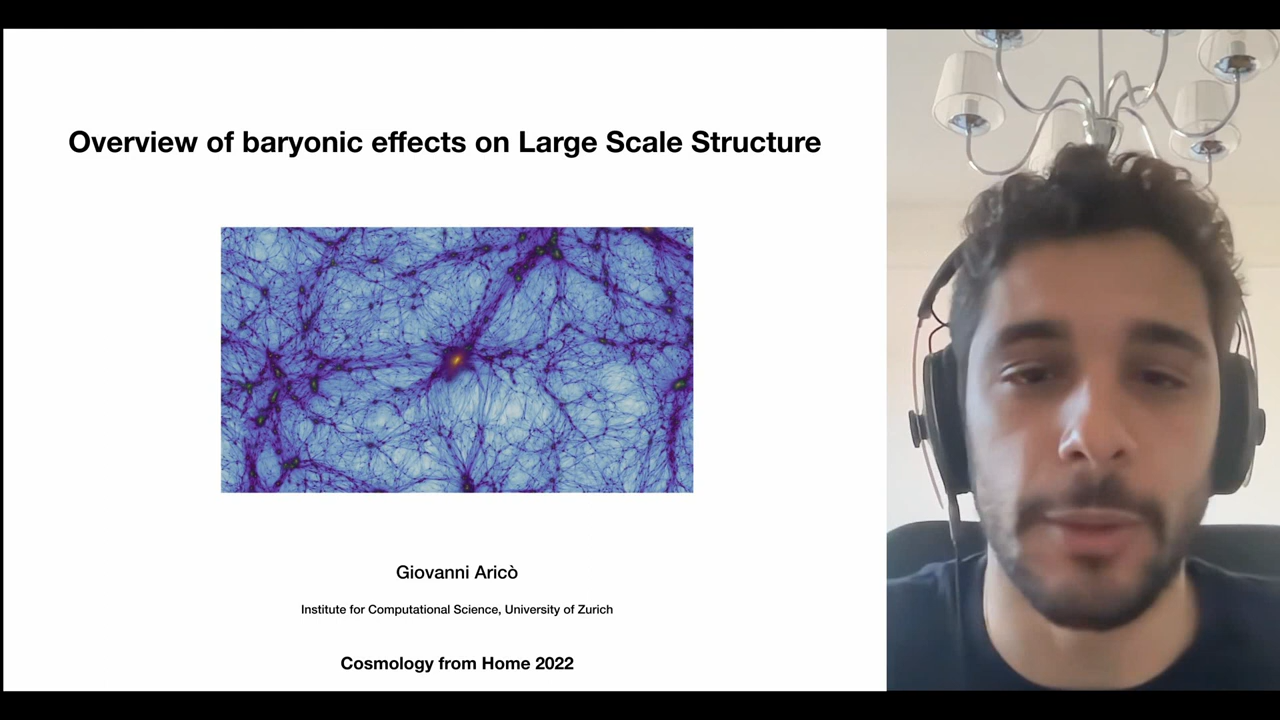 Overview of baryonic effects on Large Scale Structure
Giovanni Aricò
Institute for Computational Science, University of Zurich
Cosmology from Home 2022